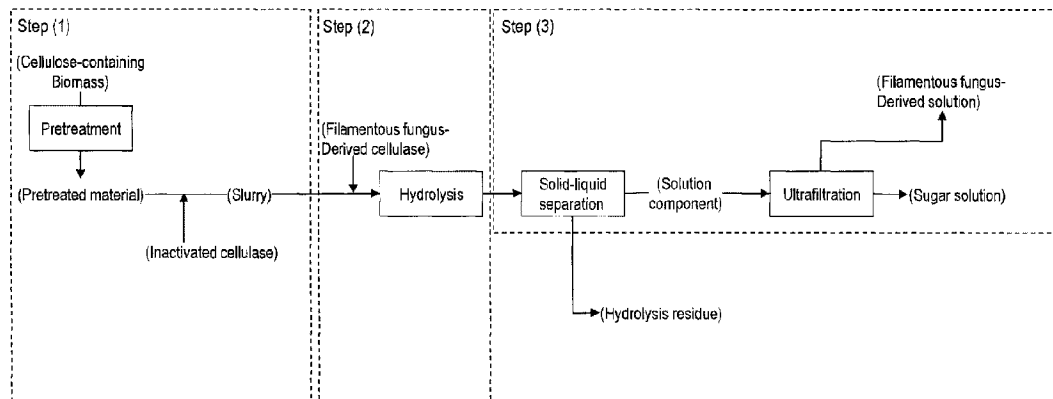 Step (1)
Step (2)
Step (3)
(Cellulose-containing
Biomass)
Pretreatment
(Pretreated material)
(Inactivated cellulase)
(Slurry)
(Filamentous fungus-
Derived cellulase)
Hydrolysis
Solid-liquid
separation
(Hydrolysis residue)
(Solution
component)
Ultrafiltration
(Filamentous fungus-
Derived solution)
(Sugar solution)